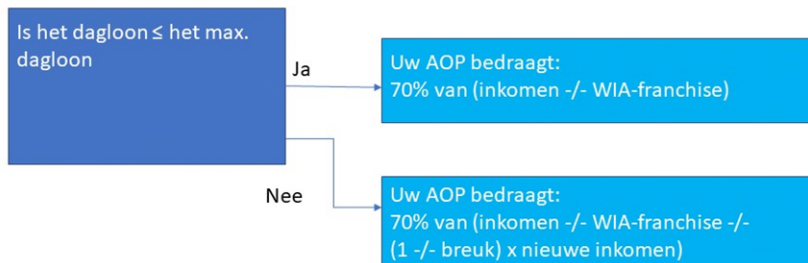 Is het dagloon ≤ het max.
dagloon
Ja
Uw AOP bedraagt:
70% van (inkomen -/- WIA-franchise)
Nee
Uw AOP bedraagt:
70% van (inkomen -/- WIA-franchise -/-
(1 -/- breuk) x nieuwe inkomen)